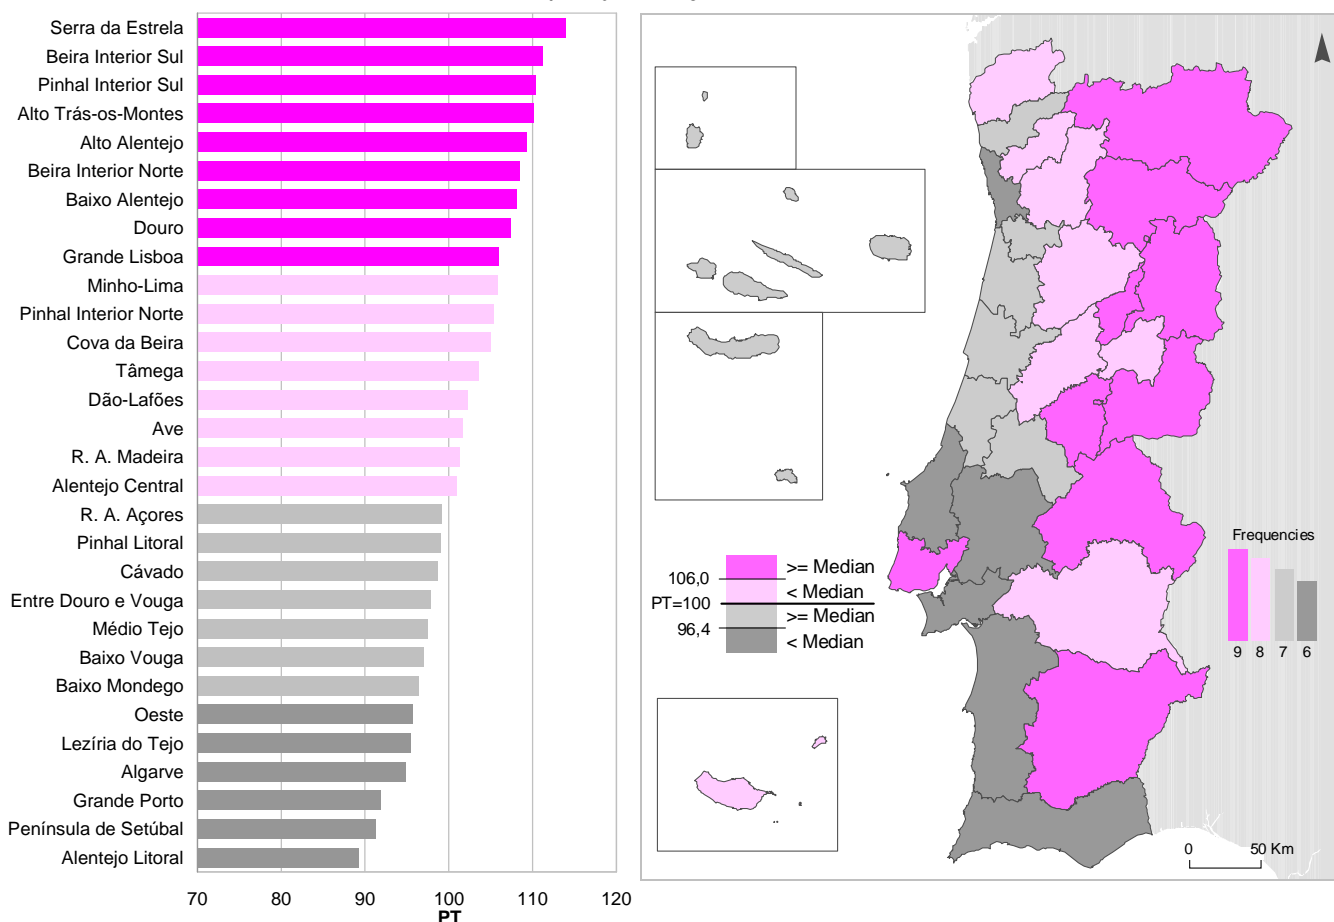 Serra da Estrela
Beira Interior Sul
Pinhal Interior Sul
Alto Trás-os-Montes
Alto Alentejo
Beira Interior Norte
Baixo Alentejo
Douro
Grande Lisboa
Minho-Lima
Pinhal Interior Norte
Cova da Beira
Tâmega
Dão-Lafões
Ave
R. A. Madeira
Alentejo Central
R. A. Açores
Pinhal Litoral
Cávado
Entre Douro e Vouga
Médio Tejo
Baixo Vouga
Baixo Mondego
Oeste
Lezíria do Tejo
Algarve
Grande Porto
Península de Setúbal
Alentejo Litoral
70 80 90 100 110 120
PT
>= Median
106,0
< Median
PT=100
>= Median
96,4
< Median
Frequencies
9 8 7 6
0 50 Km